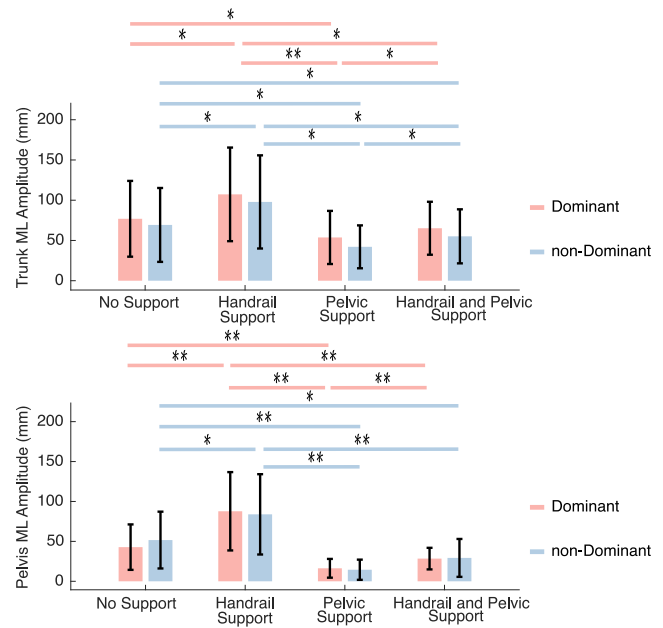 *
*
*
**
*
*
*
*
*
*
*
Trunk ML Amplitude (mm)
200
150
100
50
0
Dominant
non-Dominant
No Support
Handrail
Support
Pelvic
Support
Handrail and Pelvic
Support
**
**
**
**
**
*
**
*
**
**
Pelvis ML Amplitude (mm)
200
150
100
50
0
Dominant
non-Dominant
No Support
Handrail
Support
Pelvic
Support
Handrail and Pelvic
Support